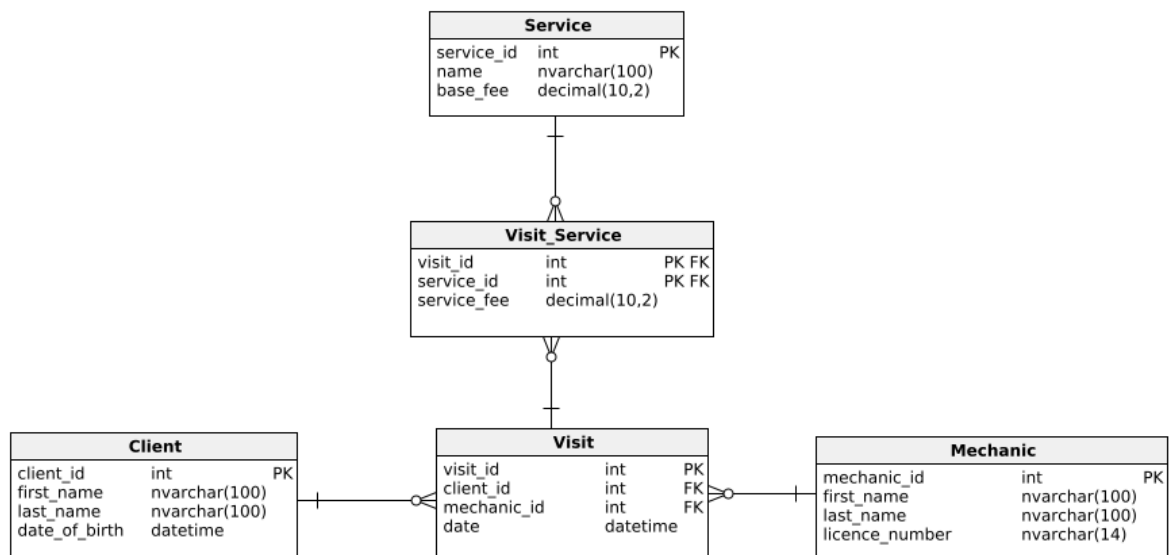 Service
service_id int PK
name nvarchar(100)
base_fee decimal(10,2)
Visit_Service
visit_id int PK FK
service_id int PK FK
service_fee decimal(10,2)
Client
client_id int PK
first_name nvarchar(100)
last_name nvarchar(100)
date_of_birth datetime
Visit
visit_id int PK
client_id int FK
mechanic_id int FK
date datetime
Mechanic
mechanic_id int PK
first_name nvarchar(100)
last_name nvarchar(100)
licence_number nvarchar(14)